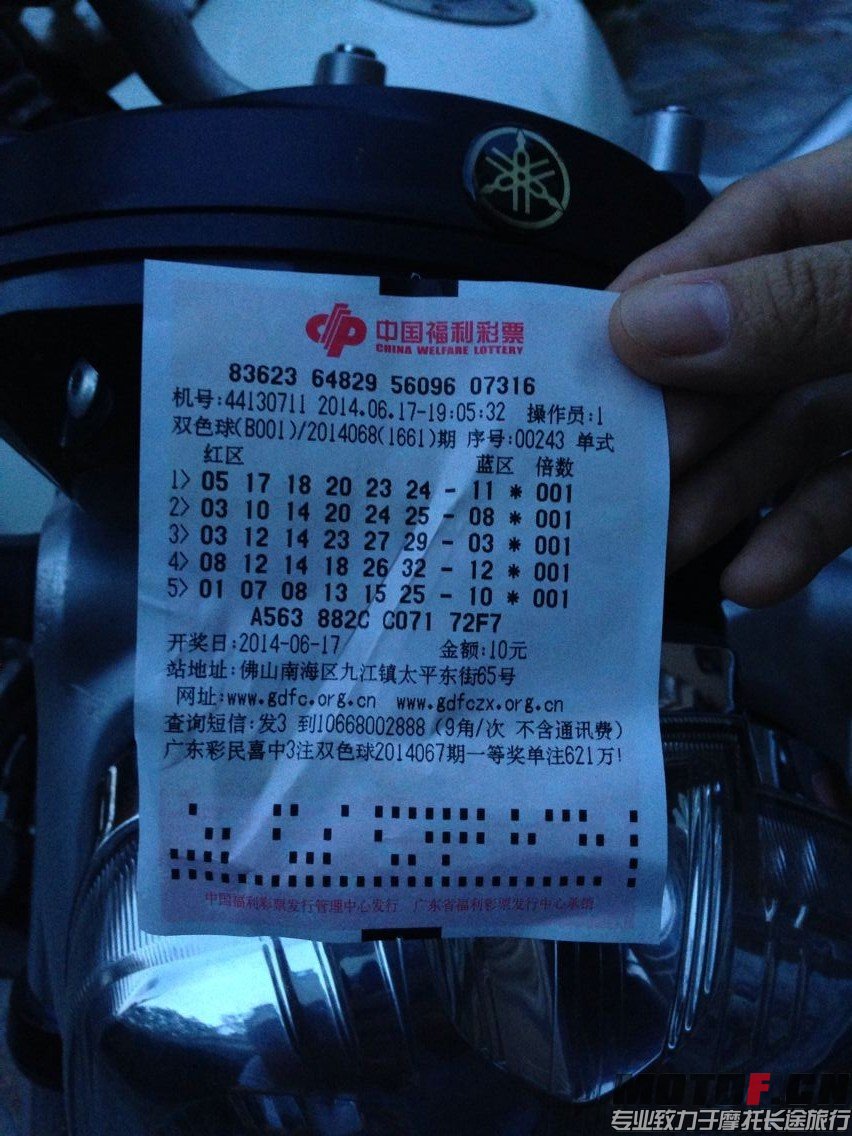 中国福利彩票
CHINA WELFARE LOTTERY
83623 64829 56096 07316
机号:44130711 2014.06.17-19:05:32 操作员:1
双色球(B001)/2014068(1661)期 序号:00243 单式
红区 蓝区 倍数
1> 05 17 18 20 23 24 - 11 * 001
2> 03 10 14 20 24 25 - 08 * 001
3> 03 12 14 23 27 29 - 03 * 001
4> 08 12 14 18 26 32 - 12 * 001
5> 01 07 08 13 15 25 - 10 * 001
A563 882C C071 72F7
开奖日:2014-06-17 金额:10元
站地址:佛山南海区九江镇太平东街65号
网址:www.gdfc.org.cn www.gdfczx.org.cn
查询短信:发3 到10668002888(9角/次 不含通讯费)
广东彩民喜中3注双色球2014067期一等奖单注621万!
中国福利彩票发行管理中心发行 广东省福利彩票发行中心承销
MOTOF.CN
专业致力于摩托长途旅行